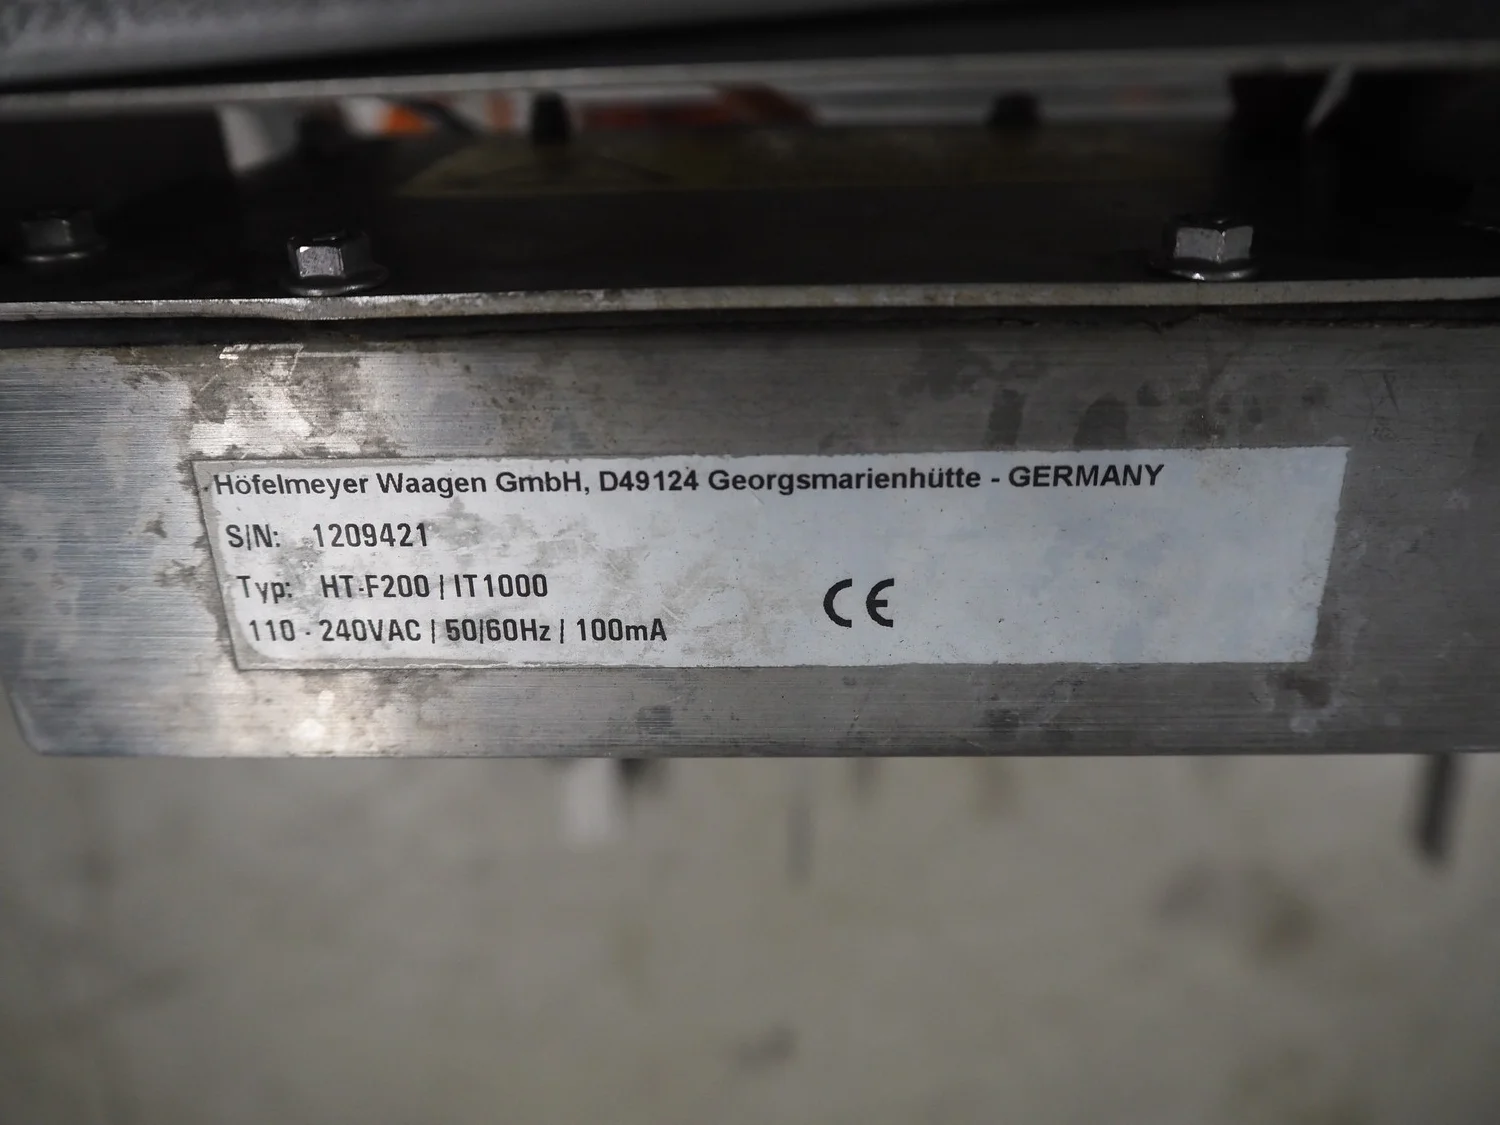 Höfelmeyer Waagen GmbH, D49124 Georgsmarienhütte - GERMANY
S/N: 1209421
Typ: HT-F200 | IT1000
110 - 240VAC | 50/60Hz | 100mA
CE